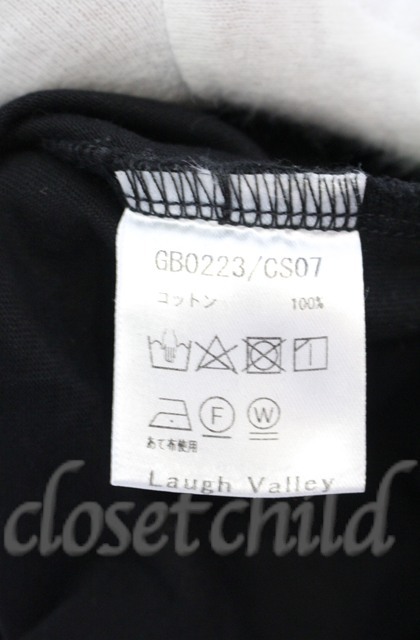 GB0223/CS07
コットン 100%
F W
あて布使用
Laugh Valley
closet child